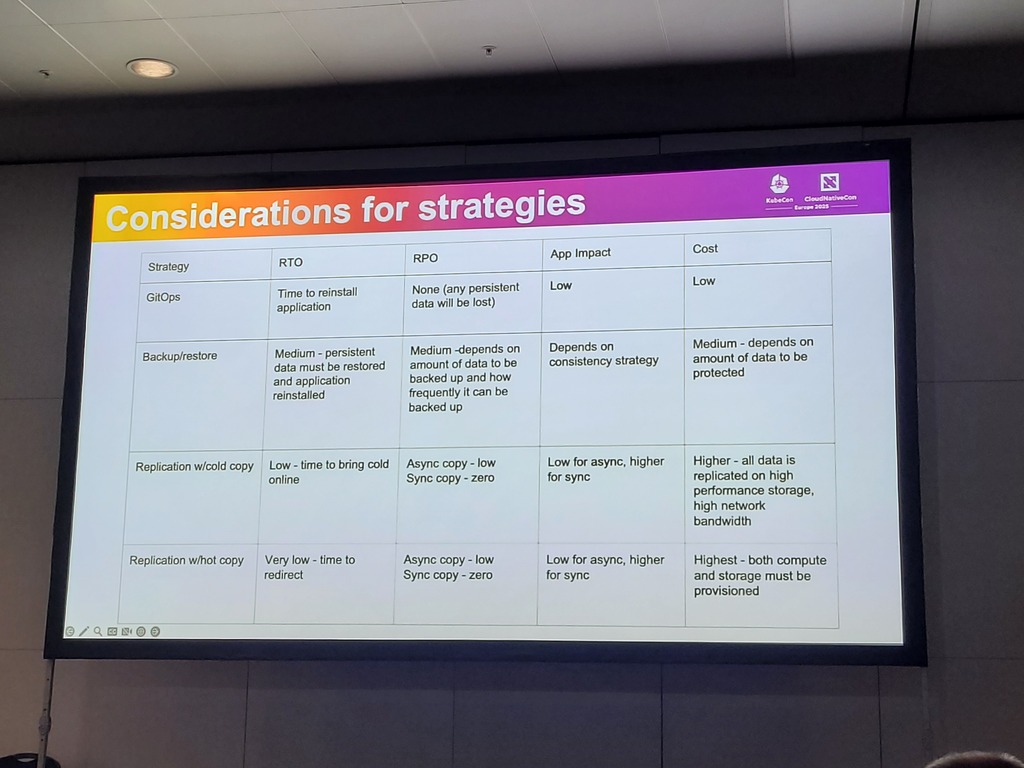 Considerations for strategies
KubeCon
CloudNativeCon
Europe 2025
Strategy
RTO
RPO
App Impact
Cost
GitOps
Time to reinstall
application
None (any persistent
data will be lost)
Low
Low
Backup/restore
Medium - persistent
data must be restored
and application
reinstalled
Medium -depends on
amount of data to be
backed up and how
frequently it can be
backed up
Depends on
consistency strategy
Medium - depends on
amount of data to be
protected
Replication w/cold copy
Low - time to bring cold
online
Async copy - low
Sync copy - zero
Low for async, higher
for sync
Higher - all data is
replicated on high
performance storage,
high network
bandwidth
Replication w/hot copy
Very low - time to
redirect
Async copy - low
Sync copy - zero
Low for async, higher
for sync
Highest - both compute
and storage must be
provisioned